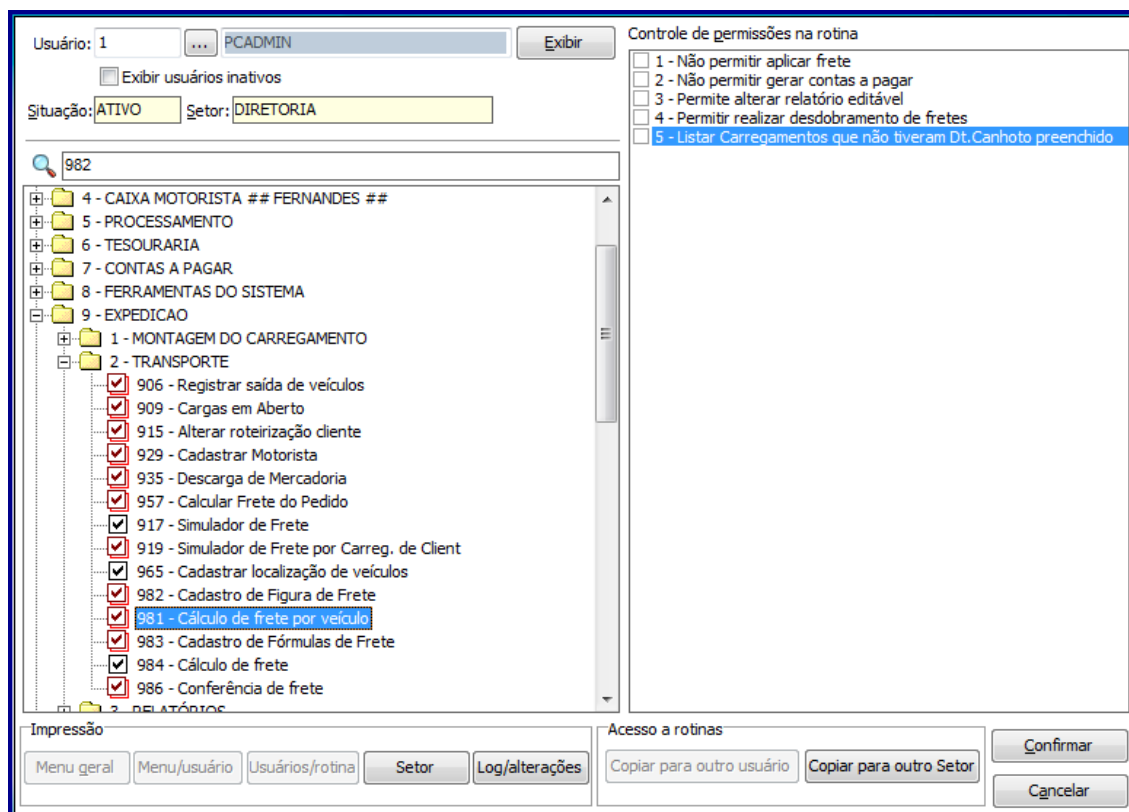 Usuário: 1 ... PCADMIN Exibir
Exibir usuários inativos
Situação: ATIVO Setor: DIRETORIA
982
4 - CAIXA MOTORISTA ## FERNANDES ##
5 - PROCESSAMENTO
6 - TESOURARIA
7 - CONTAS A PAGAR
8 - FERRAMENTAS DO SISTEMA
9 - EXPEDICAO
1 - MONTAGEM DO CARREGAMENTO
2 - TRANSPORTE
906 - Registrar saída de veículos
909 - Cargas em Aberto
915 - Alterar roteirização cliente
929 - Cadastrar Motorista
935 - Descarga de Mercadoria
957 - Calcular Frete do Pedido
917 - Simulador de Frete
919 - Simulador de Frete por Carreg. de Client
965 - Cadastrar localização de veículos
982 - Cadastro de Figura de Frete
981 - Cálculo de frete por veículo
983 - Cadastro de Fórmulas de Frete
984 - Cálculo de frete
986 - Conferência de frete
3 - RELATÓRIOS
Controle de permissões na rotina
1 - Não permitir aplicar frete
2 - Não permitir gerar contas a pagar
3 - Permite alterar relatório editável
4 - Permitir realizar desdobramento de fretes
5 - Listar Carregamentos que não tiveram Dt.Canhoto preenchido
Impressão
Menu geral Menu/usuário Usuários/rotina Setor Log/alterações
Acesso a rotinas
Copiar para outro usuário Copiar para outro Setor
Confirmar
Cancelar